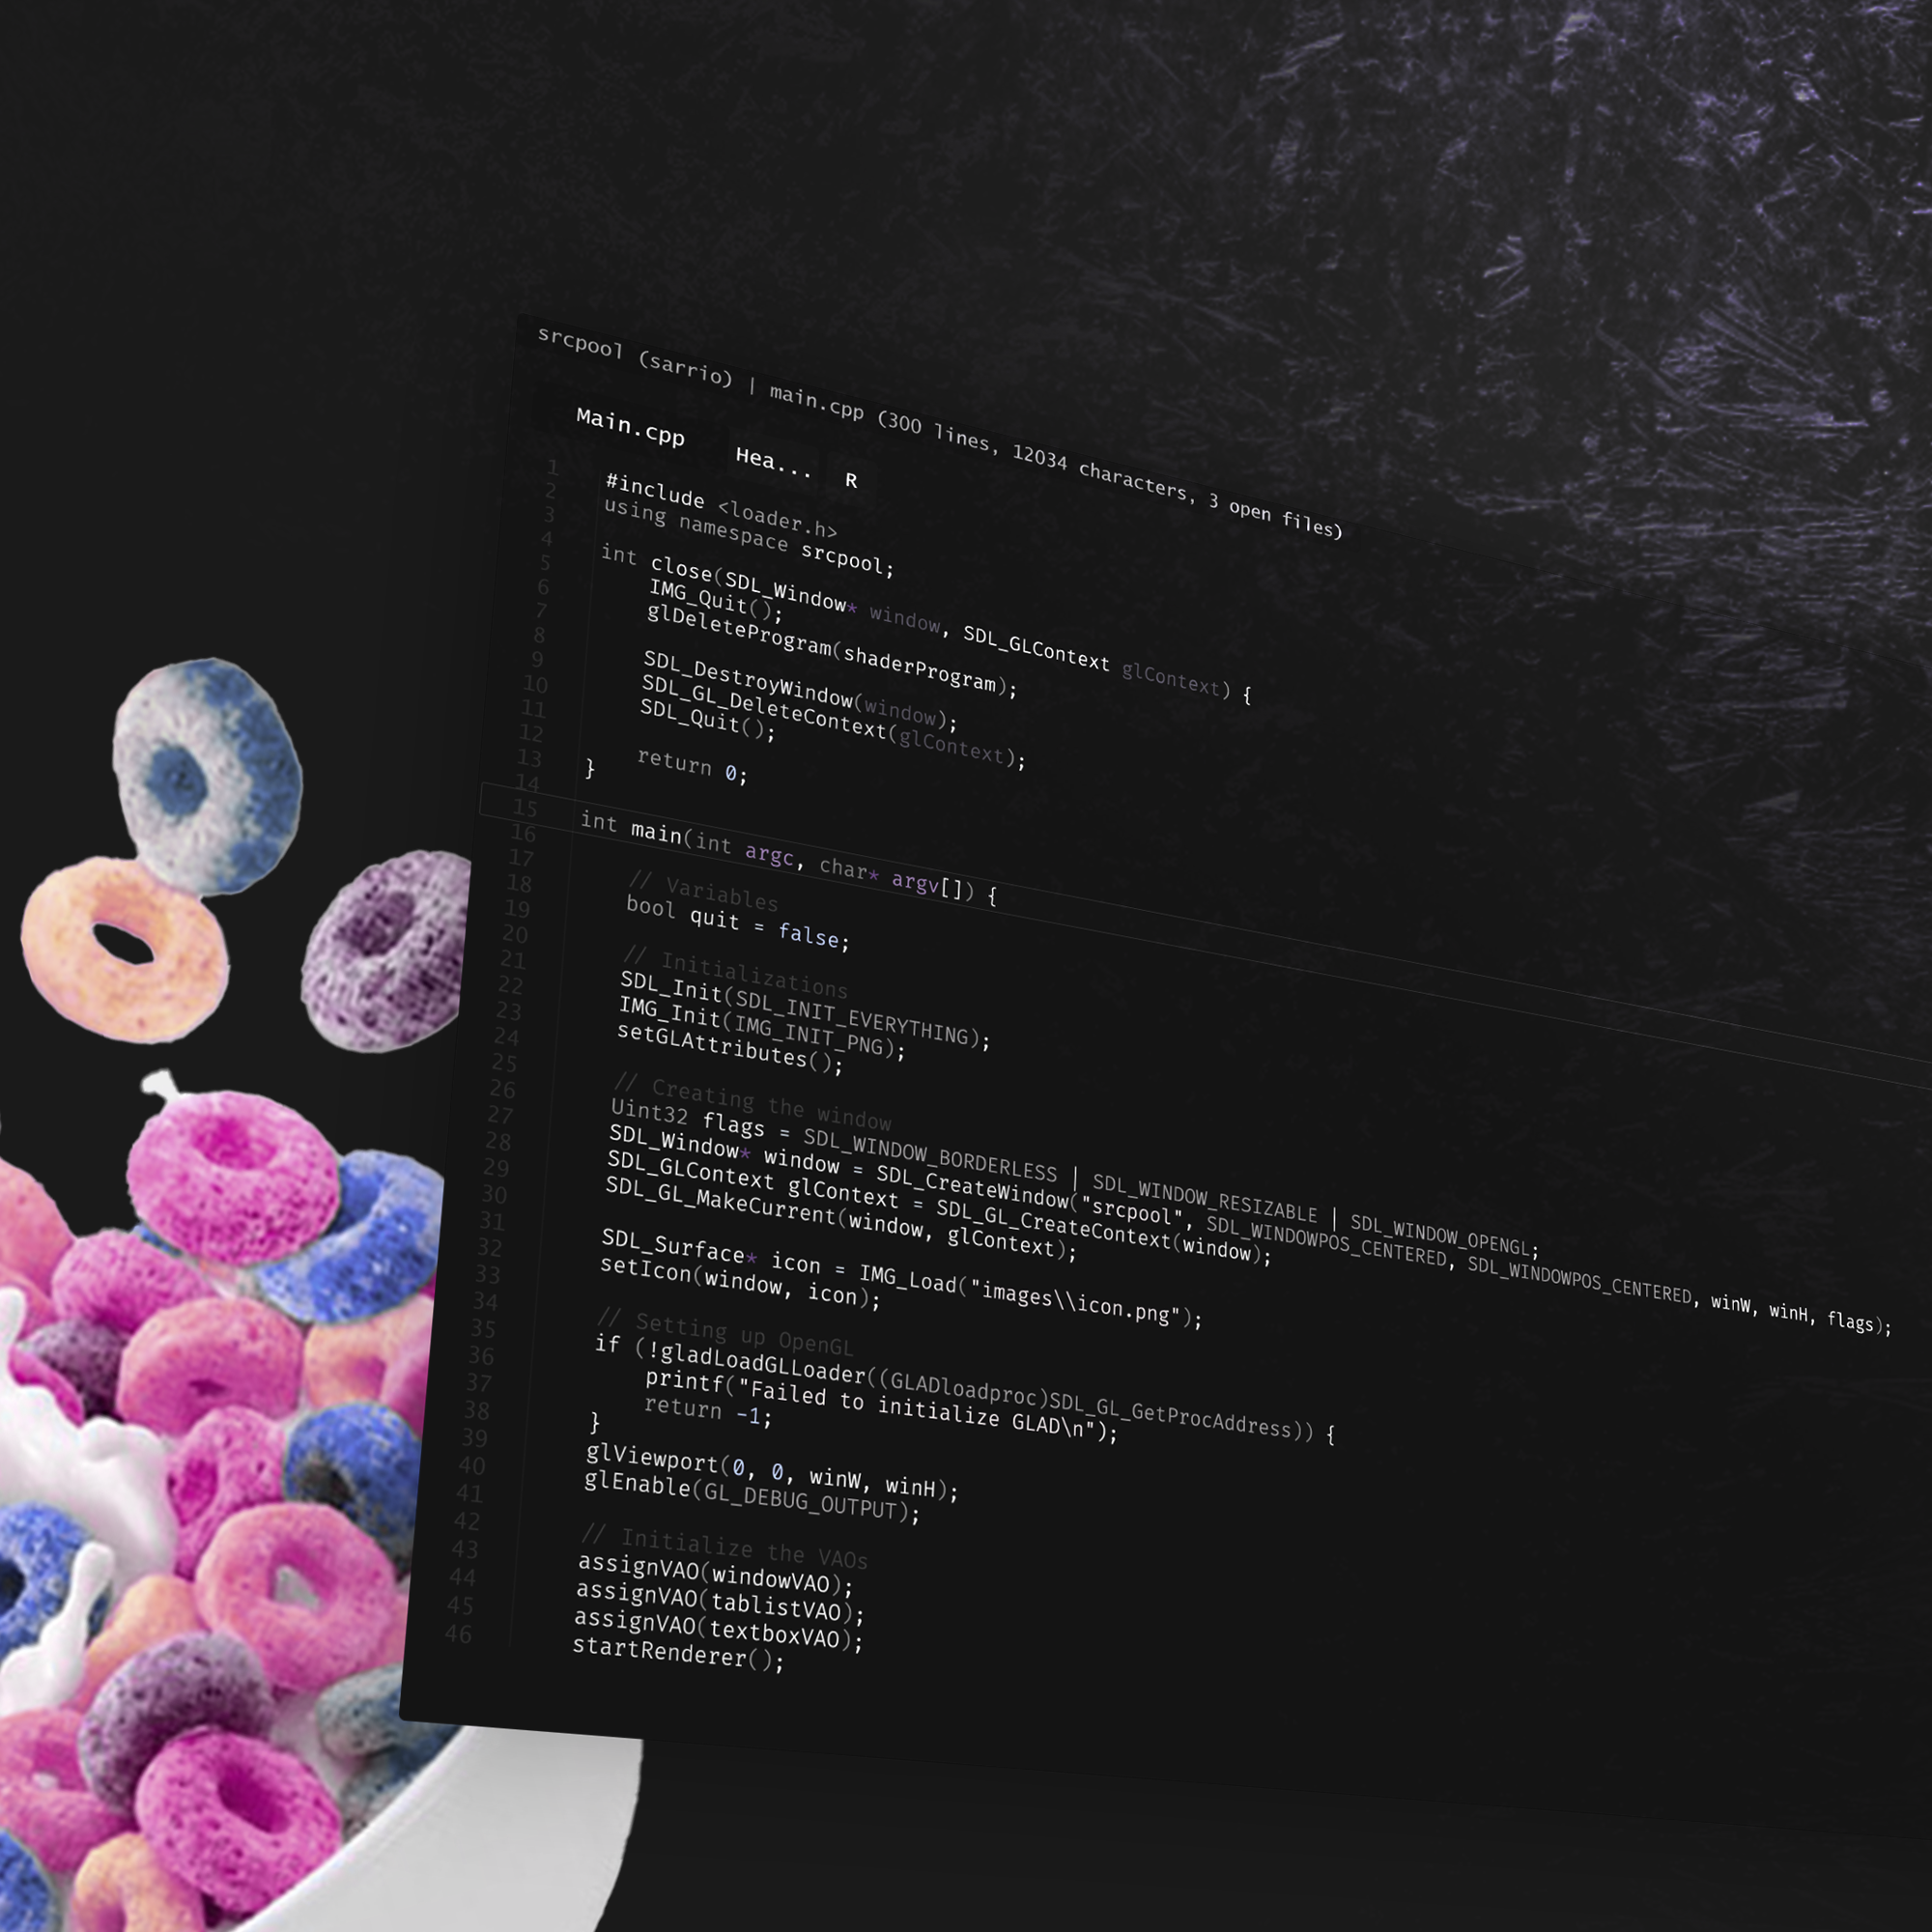 srcpool (sarrio) | main.cpp (300 lines, 12034 characters, 3 open files)
Main.cpp Hea... R
1 #include <loader.h>
2 using namespace srcpool;
3
4 int close(SDL_Window* window, SDL_GLContext glContext) {
5 IMG_Quit();
6 glDeleteProgram(shaderProgram);
7
8 SDL_DestroyWindow(window);
9 SDL_GL_DeleteContext(glContext);
10 SDL_Quit();
11
12 return 0;
13 }
14
15 int main(int argc, char* argv[]) {
16
17 // Variables
18 bool quit = false;
19
20 // Initializations
21 SDL_Init(SDL_INIT_EVERYTHING);
22 IMG_Init(IMG_INIT_PNG);
23 setGLAttributes();
24
25 // Creating the window
26 Uint32 flags = SDL_WINDOW_BORDERLESS | SDL_WINDOW_RESIZABLE | SDL_WINDOW_OPENGL;
27 SDL_Window* window = SDL_CreateWindow("srcpool", SDL_WINDOWPOS_CENTERED, SDL_WINDOWPOS_CENTERED, winW, winH, flags);
28 SDL_GLContext glContext = SDL_GL_CreateContext(window);
29 SDL_GL_MakeCurrent(window, glContext);
30
31 SDL_Surface* icon = IMG_Load("images\\icon.png");
32 setIcon(window, icon);
33
34 // Setting up OpenGL
35 if (!gladLoadGLLoader((GLADloadproc)SDL_GL_GetProcAddress)) {
36 printf("Failed to initialize GLAD\n");
37 return -1;
38 }
39 glViewport(0, 0, winW, winH);
40 glEnable(GL_DEBUG_OUTPUT);
41
42 // Initialize the VAOs
43 assignVAO(windowVAO);
44 assignVAO(tablistVAO);
45 assignVAO(textboxVAO);
46 startRenderer();